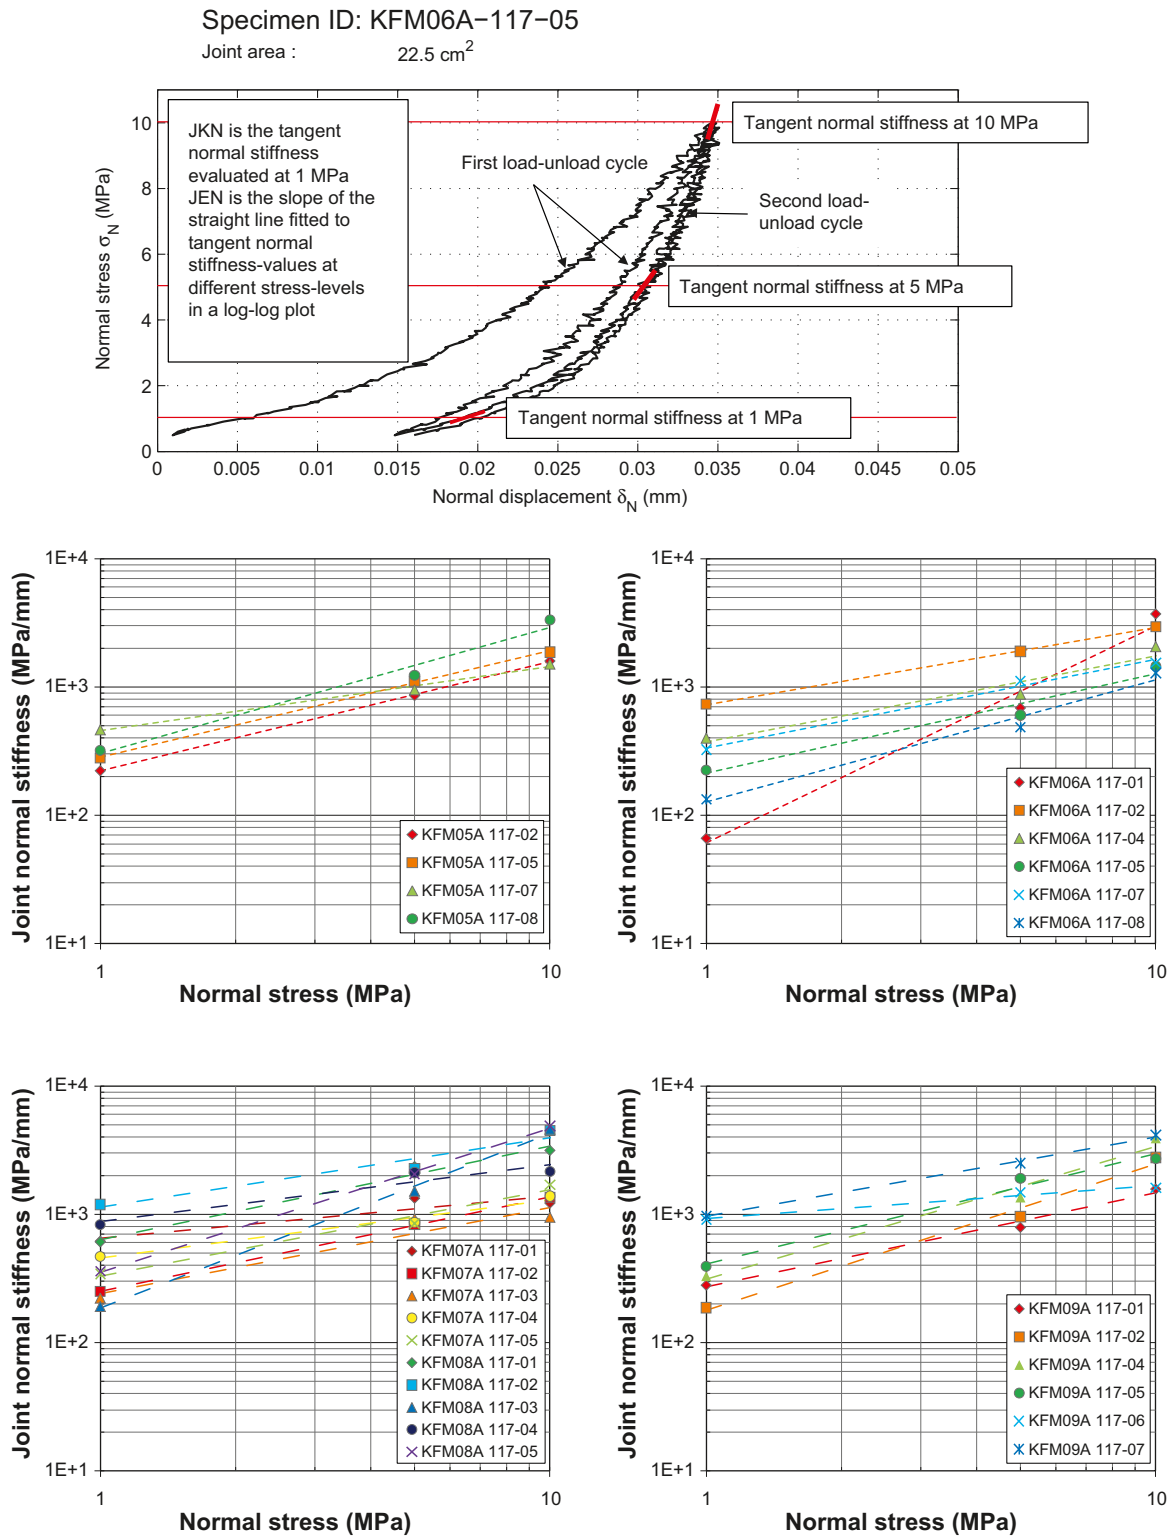 Specimen ID: KFM06A−117−05
Joint area : 22.5 cm²
Normal stress σN (MPa)
10
8
6
4
2
0
JKN is the tangent
normal stiffness
evaluated at 1 MPa
JEN is the slope of the
straight line fitted to
tangent normal
stiffness-values at
different stress-levels
in a log-log plot
First load-unload cycle
Second load-
unload cycle
Tangent normal stiffness at 10 MPa
Tangent normal stiffness at 5 MPa
Tangent normal stiffness at 1 MPa
0 0.005 0.01 0.015 0.02 0.025 0.03 0.035 0.04 0.045 0.05
Normal displacement δN (mm)
Joint normal stiffness (MPa/mm)
1E+4
1E+3
1E+2
1E+1
KFM05A 117-02
KFM05A 117-05
KFM05A 117-07
KFM05A 117-08
1 10
Normal stress (MPa)
Joint normal stiffness (MPa/mm)
1E+4
1E+3
1E+2
1E+1
KFM06A 117-01
KFM06A 117-02
KFM06A 117-04
KFM06A 117-05
KFM06A 117-07
KFM06A 117-08
1 10
Normal stress (MPa)
Joint normal stiffness (MPa/mm)
1E+4
1E+3
1E+2
1E+1
KFM07A 117-01
KFM07A 117-02
KFM07A 117-03
KFM07A 117-04
KFM07A 117-05
KFM08A 117-01
KFM08A 117-02
KFM08A 117-03
KFM08A 117-04
KFM08A 117-05
1 10
Normal stress (MPa)
Joint normal stiffness (MPa/mm)
1E+4
1E+3
1E+2
1E+1
KFM09A 117-01
KFM09A 117-02
KFM09A 117-04
KFM09A 117-05
KFM09A 117-06
KFM09A 117-07
1 10
Normal stress (MPa)